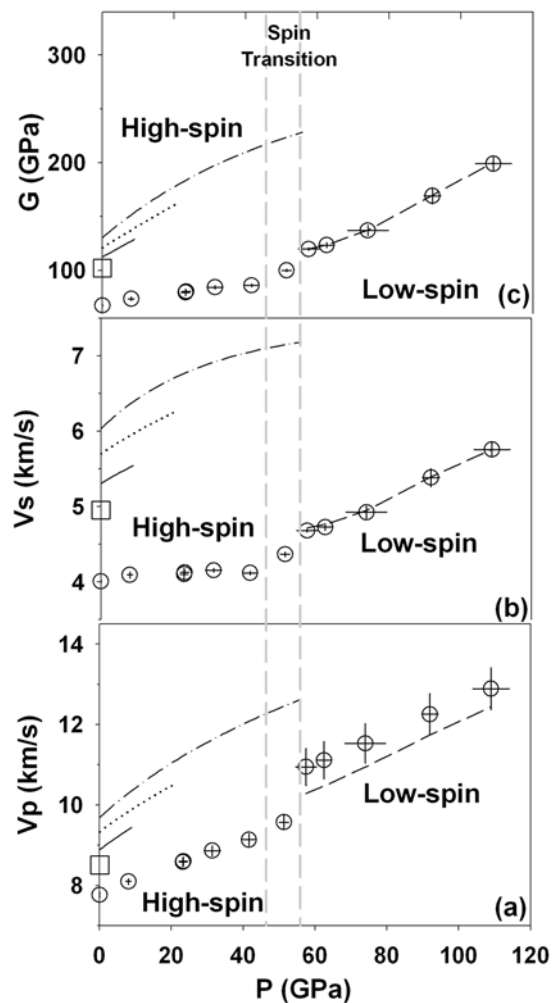 Spin
Transition
300
200
100
G (GPa)
High-spin
Low-spin
(c)
7
6
5
4
Vs (km/s)
High-spin
Low-spin
(b)
14
12
10
8
Vp (km/s)
High-spin
Low-spin
(a)
0 20 40 60 80 100 120
P (GPa)